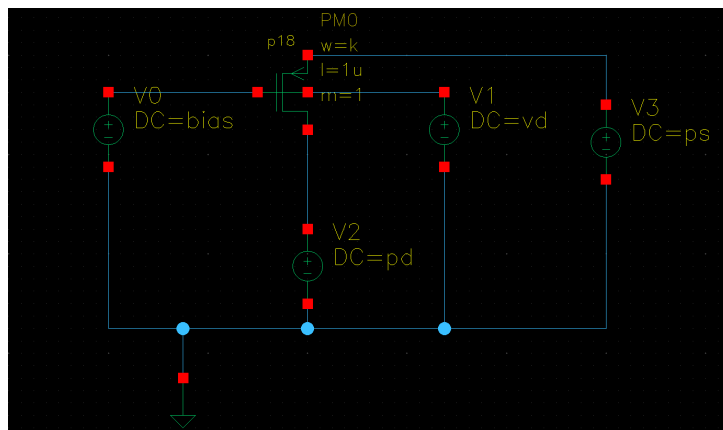 PM0
p18
w=k
l=1u
m=1
V0
DC=bias
V1
DC=vd
V3
DC=ps
V2
DC=pd